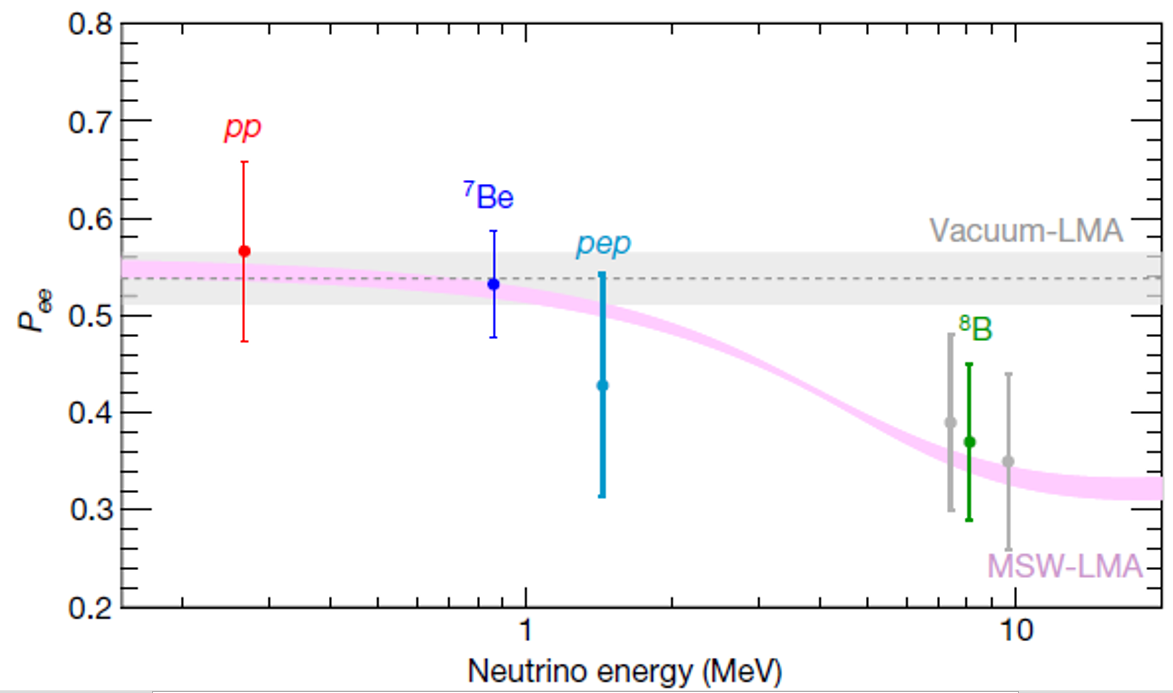 0.8
0.7
0.6
0.5
0.4
0.3
0.2
Pee
pp
⁷Be
pep
Vacuum-LMA
⁸B
MSW-LMA
1
10
Neutrino energy (MeV)